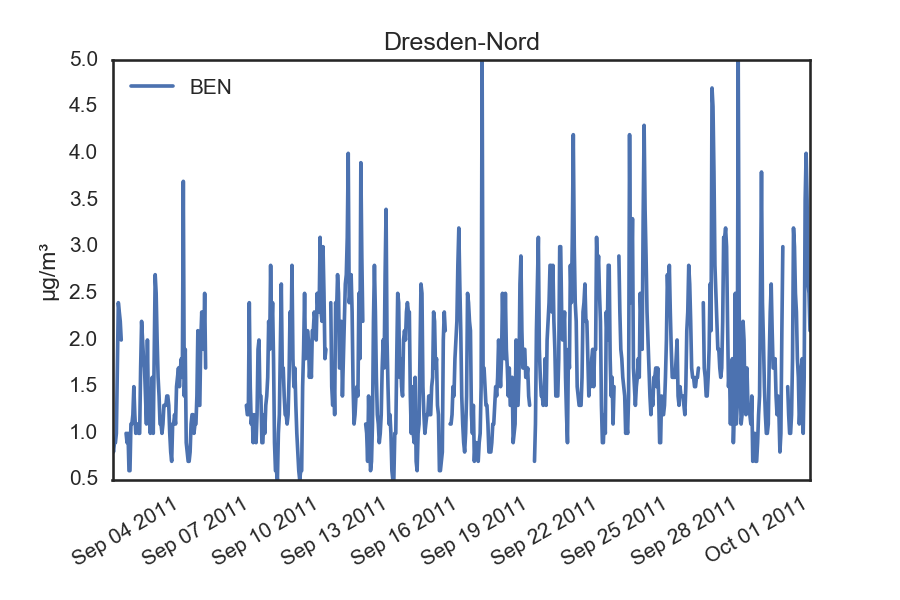 Dresden-Nord
BEN
µg/m³
5.0
4.5
4.0
3.5
3.0
2.5
2.0
1.5
1.0
0.5
Sep 04 2011
Sep 07 2011
Sep 10 2011
Sep 13 2011
Sep 16 2011
Sep 19 2011
Sep 22 2011
Sep 25 2011
Sep 28 2011
Oct 01 2011